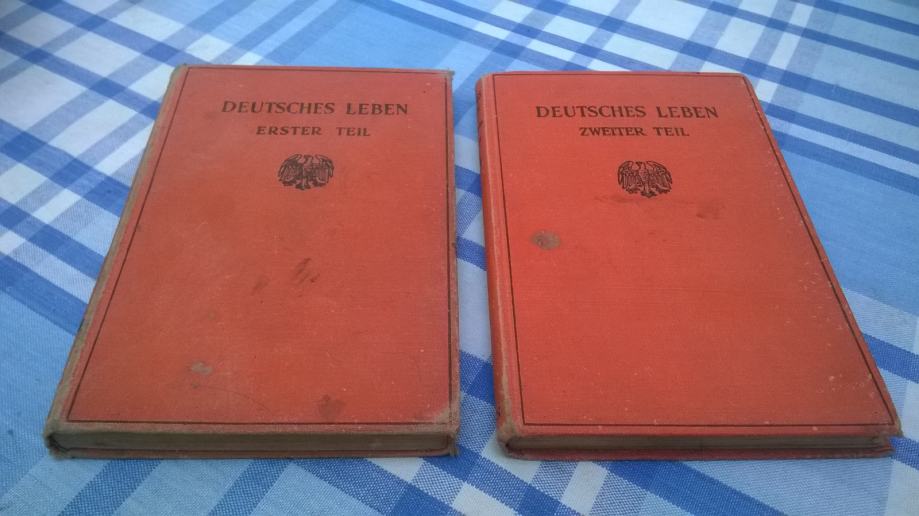 DEUTSCHES LEBEN
ERSTER TEIL
DEUTSCHES LEBEN
ZWEITER TEIL